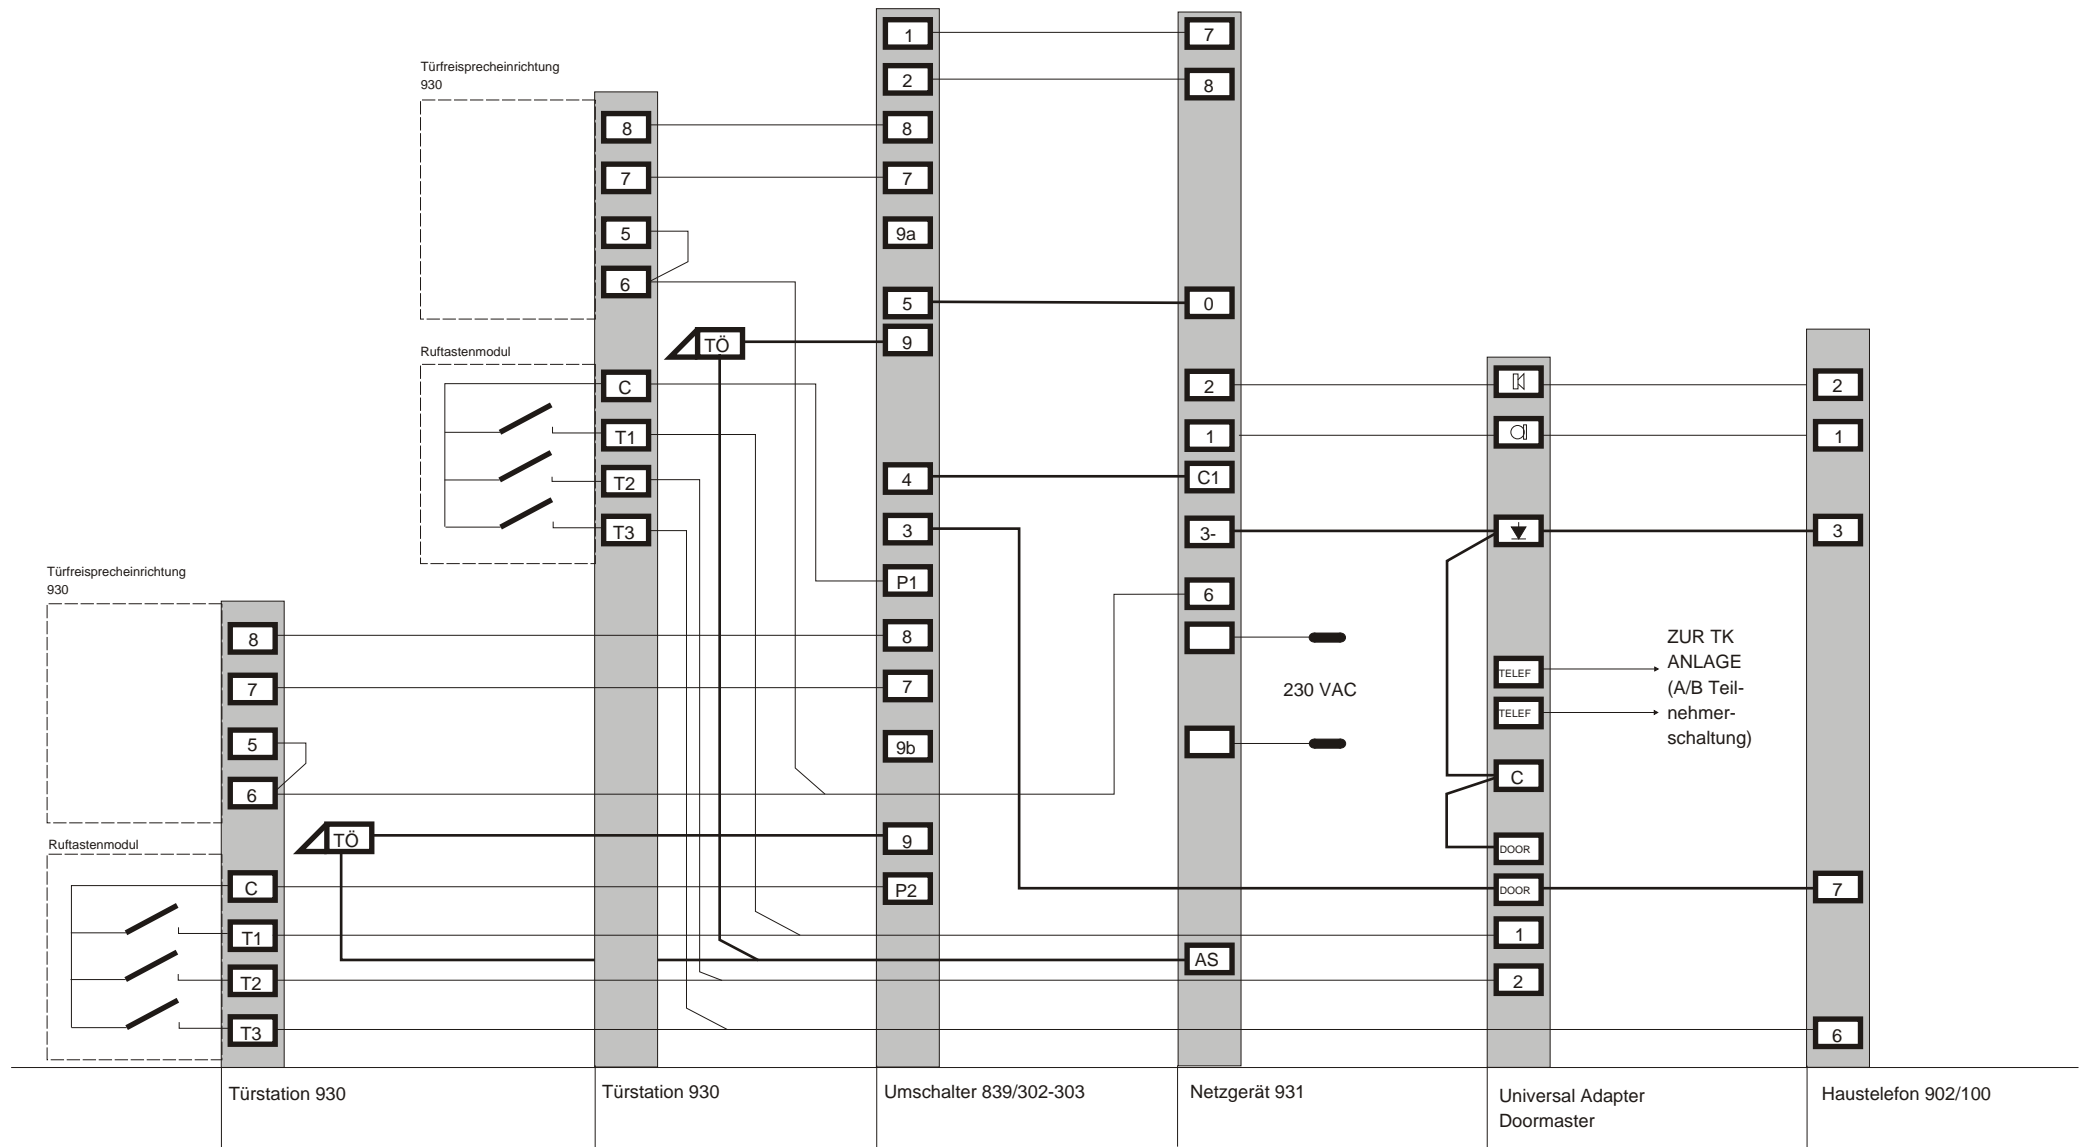 Türfreisprecheinrichtung
930
Ruftastenmodul
8
7
5
6
C
T1
T2
T3
TÖ
Türfreisprecheinrichtung
930
Ruftastenmodul
8
7
5
6
C
T1
T2
T3
TÖ
1
2
8
7
9a
5
9
4
3
P1
8
7
9b
9
P2
7
8
0
2
1
C1
3-
6
230 VAC
AS
TELEF
TELEF
C
DOOR
DOOR
1
2
ZUR TK
ANLAGE
(A/B Teil-
nehmer-
schaltung)
2
1
3
7
6
Türstation 930
Türstation 930
Umschalter 839/302-303
Netzgerät 931
Universal Adapter
Doormaster
Haustelefon 902/100